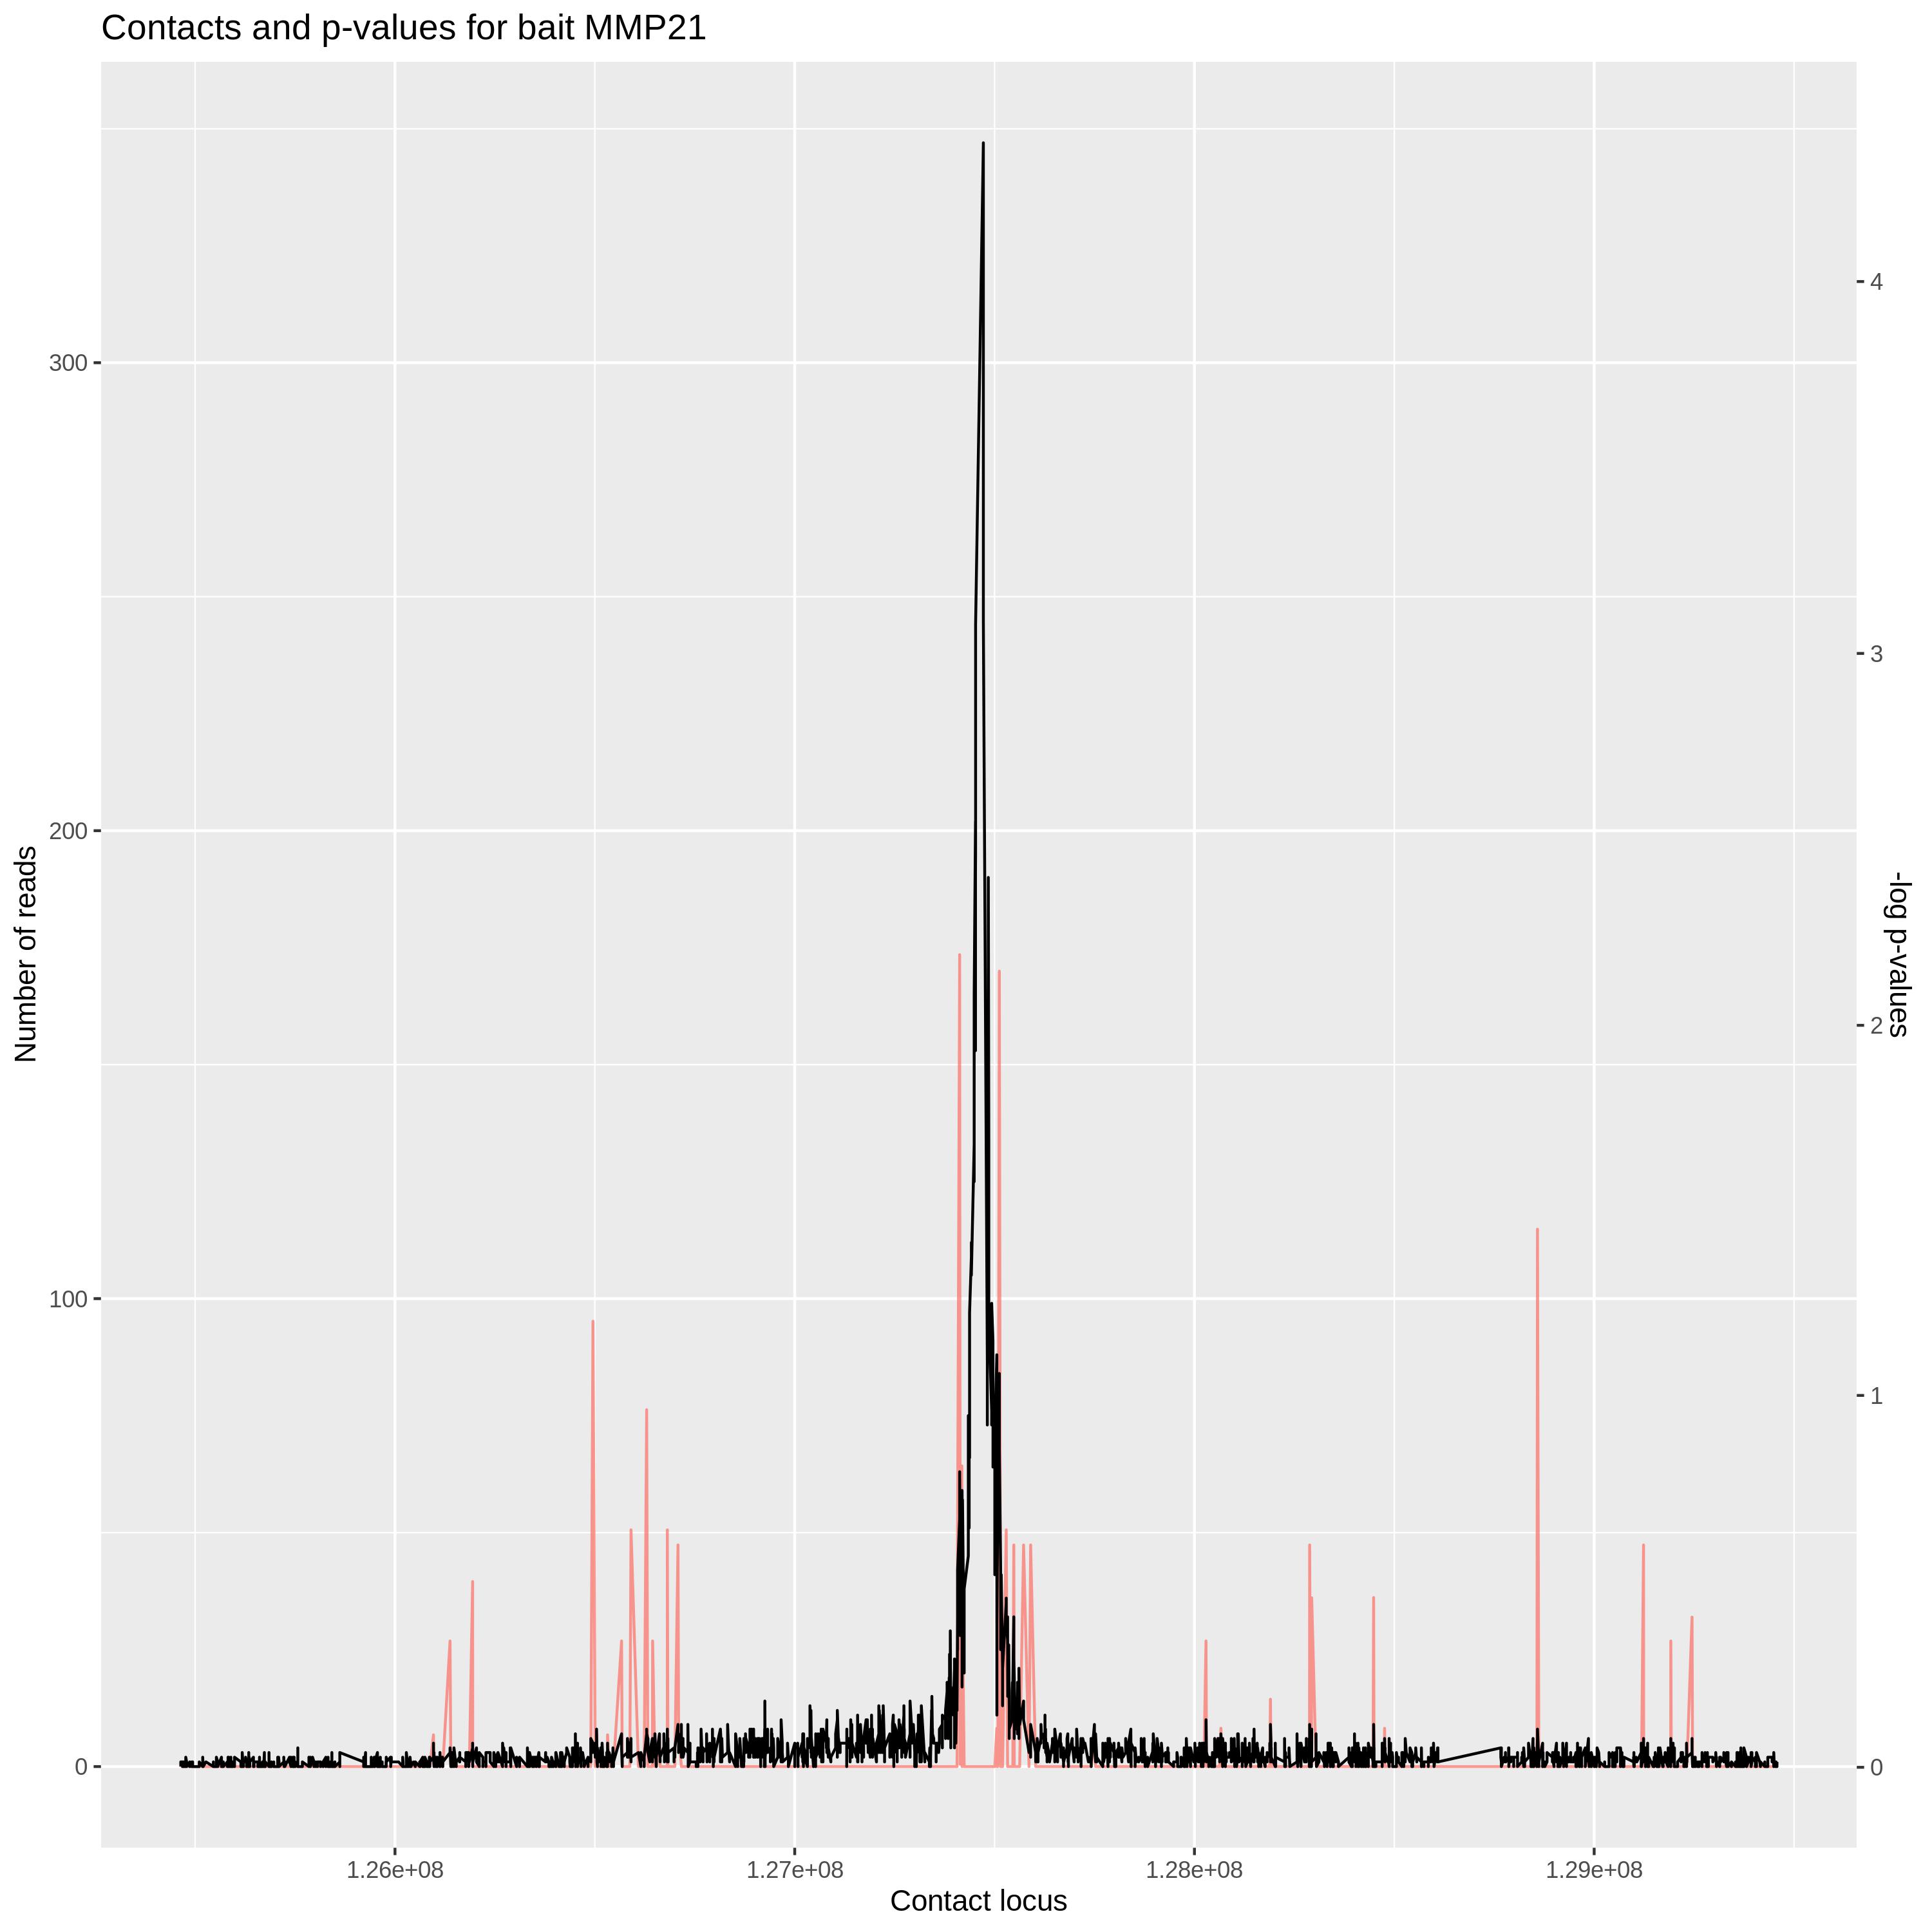 Contacts and p-values for bait MMP21
Number of reads
300
200
100
0
4
3
2
1
0
-log p-values
1.26e+08
1.27e+08
1.28e+08
1.29e+08
Contact locus